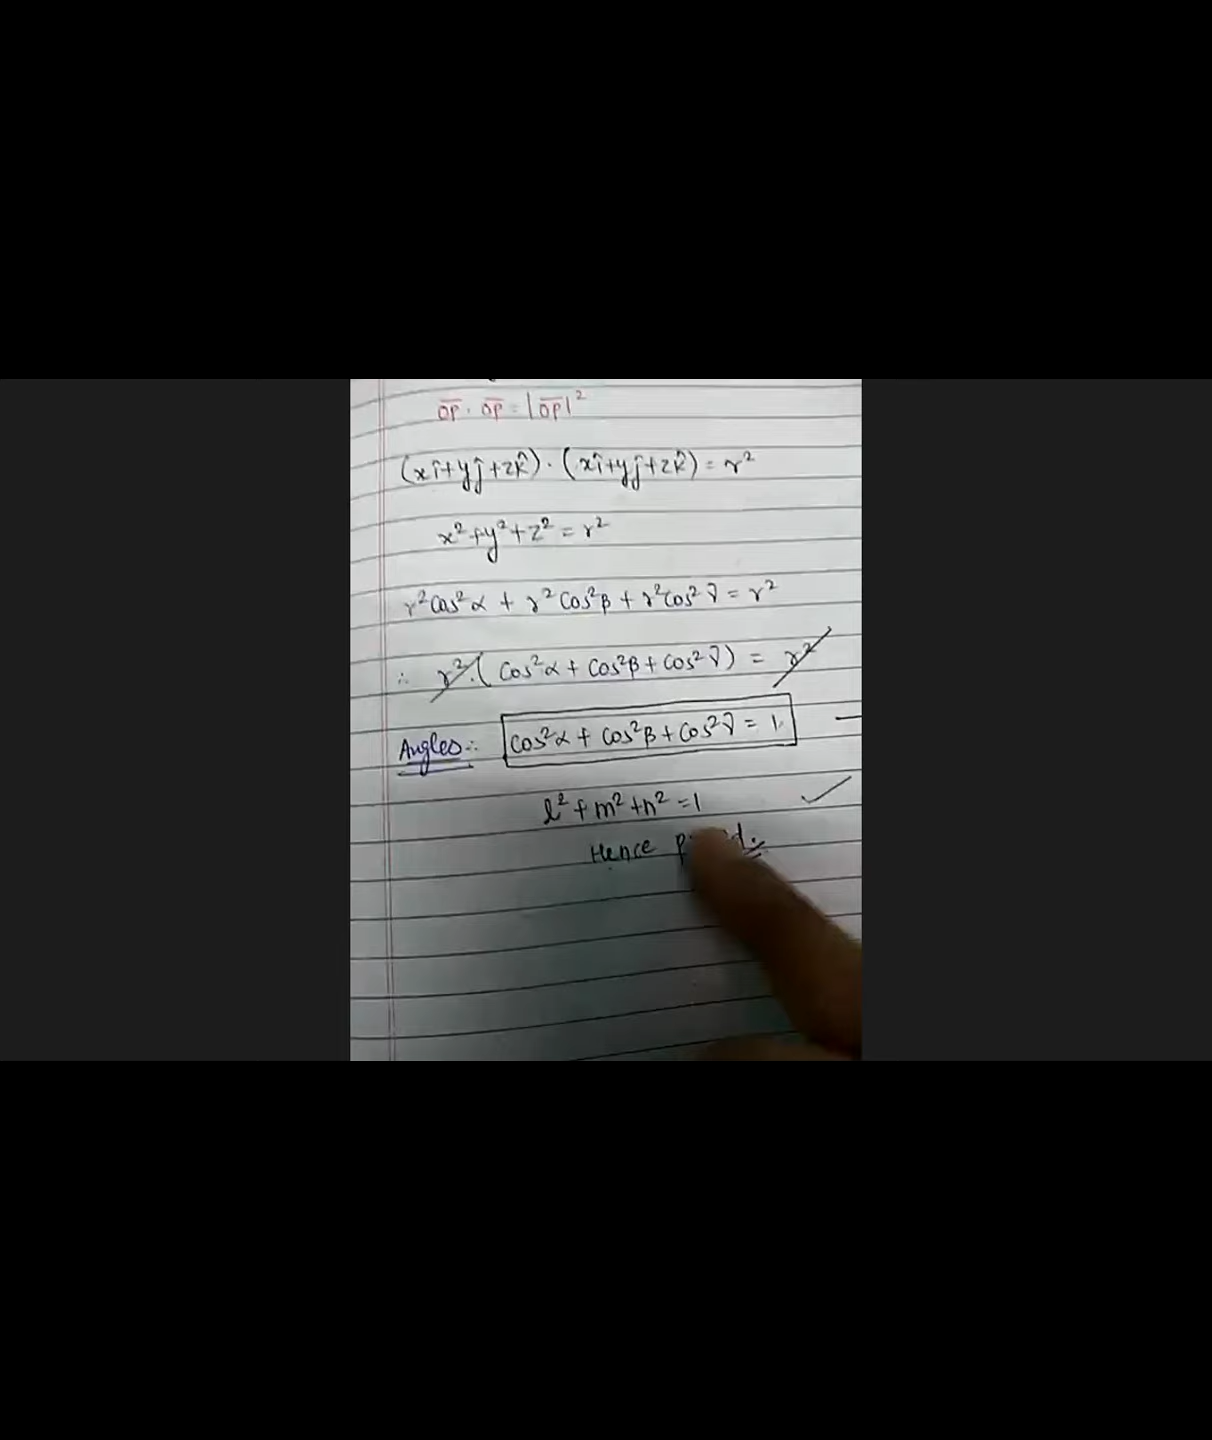 OP . OP = |OP|²
(xî+yĵ+zk̂) . (xî+yĵ+zk̂) = r²
x²+y²+z² = r²
r²cos²α + r²cos²β + r²cos²γ = r²
∴ r².(cos²α + cos²β + cos²γ) = r²
Angles:- cos²α + cos²β + cos²γ = 1.
l² + m² + n² = 1
Hence